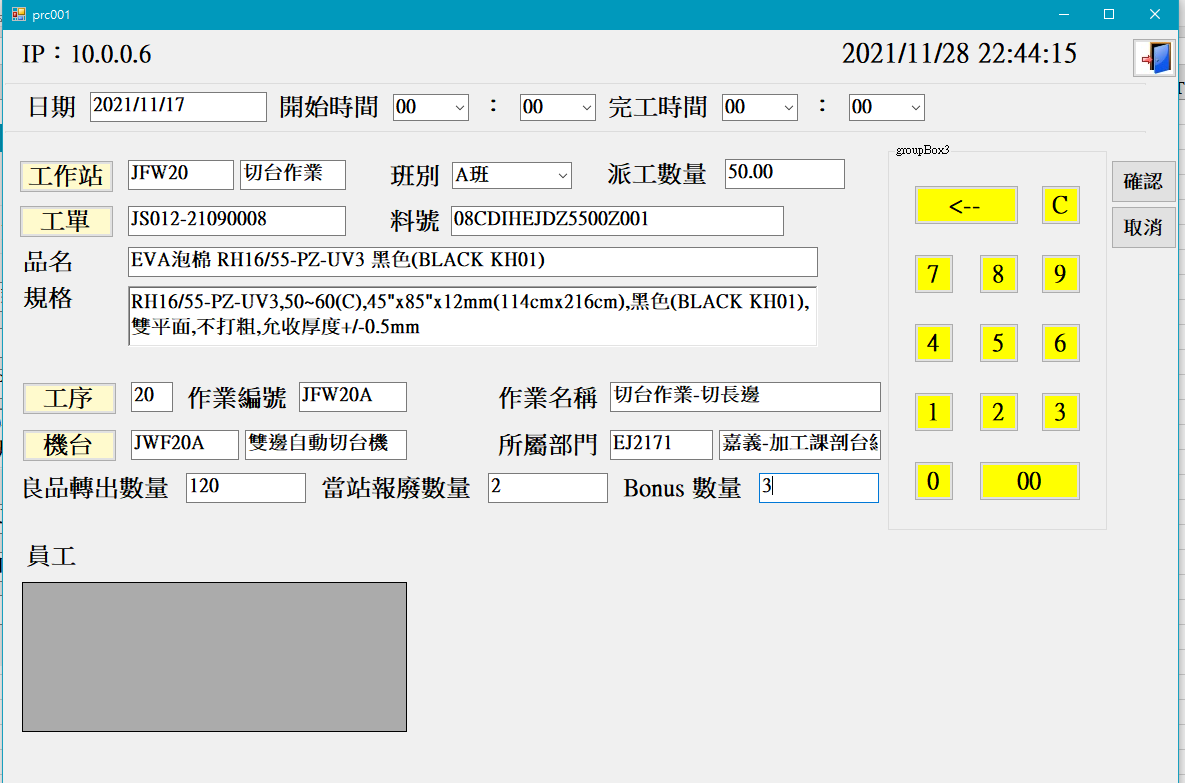 prc001
IP：10.0.0.6 2021/11/28 22:44:15
日期 2021/11/17 開始時間 00 : 00 完工時間 00 : 00
groupBox3
工作站 JFW20 切台作業 班別 A班 派工數量 50.00
確認
工單 JS012-21090008 料號 08CDIHEJDZ5500Z001
<-- C
取消
品名 EVA泡棉 RH16/55-PZ-UV3 黑色(BLACK KH01)
7 8 9
規格 RH16/55-PZ-UV3,50~60(C),45"x85"x12mm(114cmx216cm),黑色(BLACK KH01),
雙平面,不打粗,允收厚度+/-0.5mm
4 5 6
工序 20 作業編號 JFW20A 作業名稱 切台作業-切長邊
1 2 3
機台 JWF20A 雙邊自動切台機 所屬部門 EJ2171 嘉義-加工課剖台
良品轉出數量 120 當站報廢數量 2 Bonus 數量 3
0 00
員工